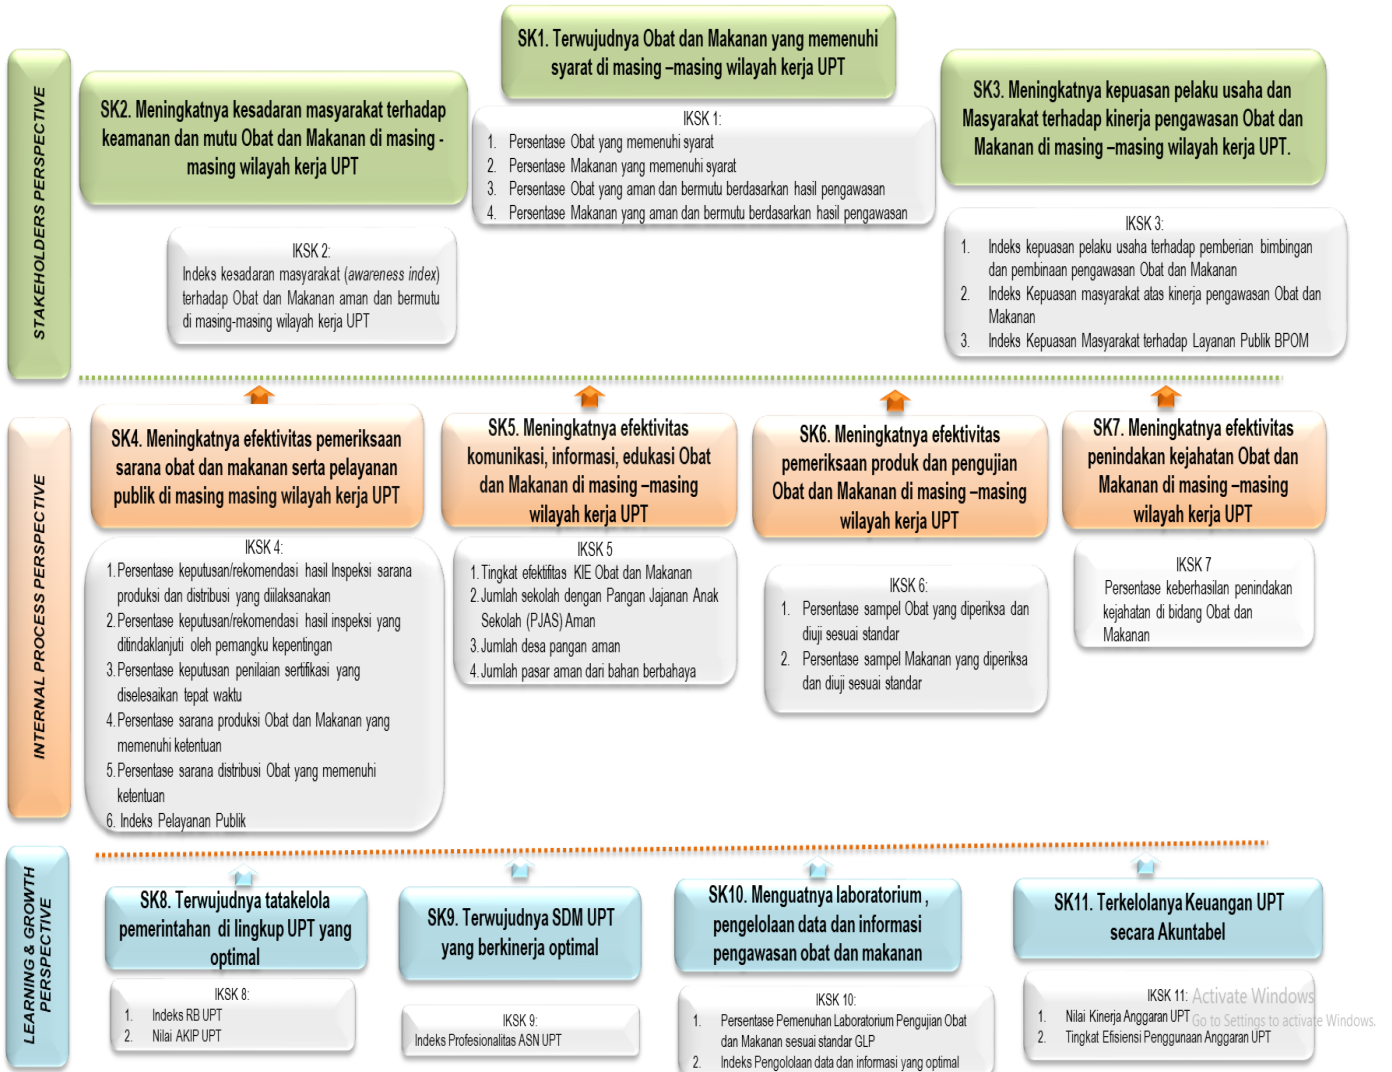 STAKEHOLDERS PERSPECTIVE
SK1. Terwujudnya Obat dan Makanan yang memenuhi
syarat di masing –masing wilayah kerja UPT
IKSK 1:
1. Persentase Obat yang memenuhi syarat
2. Persentase Makanan yang memenuhi syarat
3. Persentase Obat yang aman dan bermutu berdasarkan hasil pengawasan
4. Persentase Makanan yang aman dan bermutu berdasarkan hasil pengawasan
SK2. Meningkatnya kesadaran masyarakat terhadap
keamanan dan mutu Obat dan Makanan di masing -
masing wilayah kerja UPT
IKSK 2:
Indeks kesadaran masyarakat (awareness index)
terhadap Obat dan Makanan aman dan bermutu
di masing-masing wilayah kerja UPT
SK3. Meningkatnya kepuasan pelaku usaha dan
Masyarakat terhadap kinerja pengawasan Obat dan
Makanan di masing –masing wilayah kerja UPT.
IKSK 3:
1. Indeks kepuasan pelaku usaha terhadap pemberian bimbingan
dan pembinaan pengawasan Obat dan Makanan
2. Indeks Kepuasan masyarakat atas kinerja pengawasan Obat dan
Makanan
3. Indeks Kepuasan Masyarakat terhadap Layanan Publik BPOM
INTERNAL PROCESS PERSPECTIVE
SK4. Meningkatnya efektivitas pemeriksaan
sarana obat dan makanan serta pelayanan
publik di masing masing wilayah kerja UPT
IKSK 4:
1. Persentase keputusan/rekomendasi hasil Inspeksi sarana
produksi dan distribusi yang diilaksanakan
2. Persentase keputusan/rekomendasi hasil inspeksi yang
ditindaklanjuti oleh pemangku kepentingan
3. Persentase keputusan penilaian sertifikasi yang
diselesaikan tepat waktu
4. Persentase sarana produksi Obat dan Makanan yang
memenuhi ketentuan
5. Persentase sarana distribusi Obat yang memenuhi
ketentuan
6. Indeks Pelayanan Publik
SK5. Meningkatnya efektivitas
komunikasi, informasi, edukasi Obat
dan Makanan di masing –masing
wilayah kerja UPT
IKSK 5
1. Tingkat efektifitas KIE Obat dan Makanan
2. Jumlah sekolah dengan Pangan Jajanan Anak
Sekolah (PJAS) Aman
3. Jumlah desa pangan aman
4. Jumlah pasar aman dari bahan berbahaya
SK6. Meningkatnya efektivitas
pemeriksaan produk dan pengujian
Obat dan Makanan di masing –masing
wilayah kerja UPT
IKSK 6:
1. Persentase sampel Obat yang diperiksa dan
diuji sesuai standar
2. Persentase sampel Makanan yang diperiksa
dan diuji sesuai standar
SK7. Meningkatnya efektivitas
penindakan kejahatan Obat dan
Makanan di masing –masing
wilayah kerja UPT
IKSK 7
Persentase keberhasilan penindakan
kejahatan di bidang Obat dan
Makanan
LEARNING & GROWTH
PERSPECTIVE
SK8. Terwujudnya tatakelola
pemerintahan di lingkup UPT yang
optimal
IKSK 8:
1. Indeks RB UPT
2. Nilai AKIP UPT
SK9. Terwujudnya SDM UPT
yang berkinerja optimal
IKSK 9:
Indeks Profesionalitas ASN UPT
SK10. Menguatnya laboratorium ,
pengelolaan data dan informasi
pengawasan obat dan makanan
IKSK 10:
1. Persentase Pemenuhan Laboratorium Pengujian Obat
dan Makanan sesuai standar GLP
2. Indeks Pengololaan data dan informasi yang optimal
SK11. Terkelolanya Keuangan UPT
secara Akuntabel
IKSK 11:
1. Nilai Kinerja Anggaran UPT
2. Tingkat Efisiensi Penggunaan Anggaran UPT
Activate Windows
Go to Settings to activate Windows.